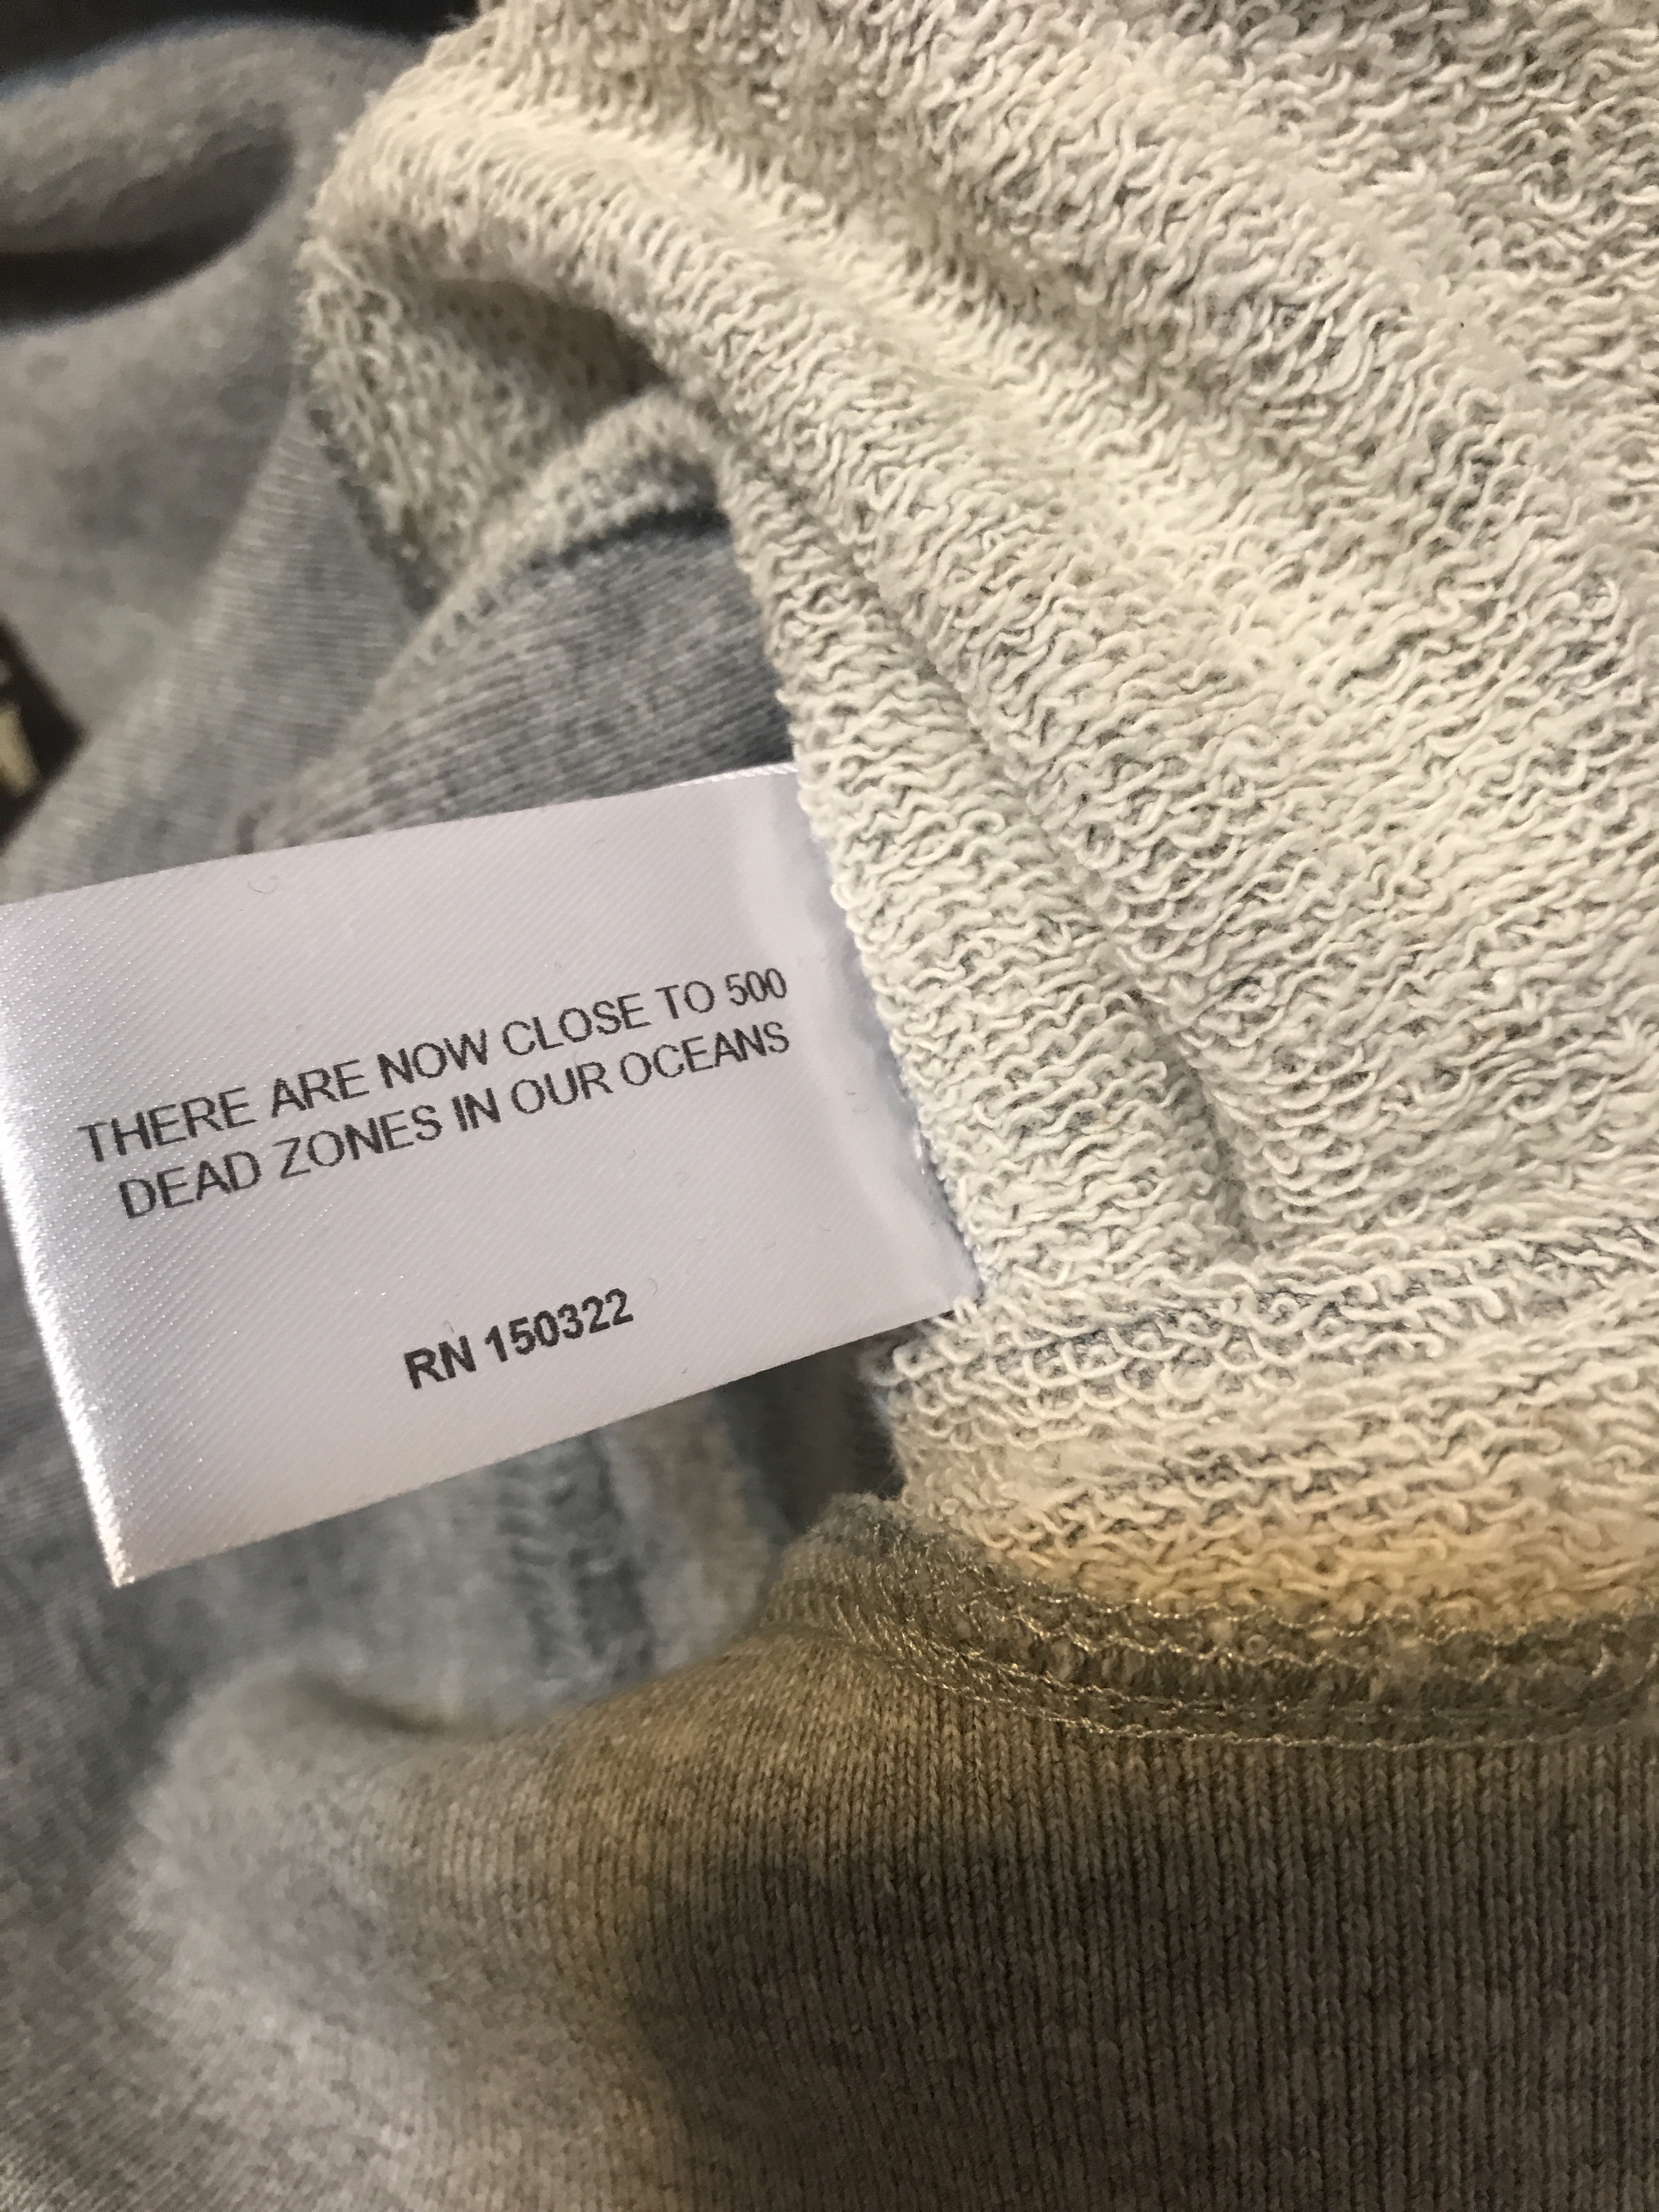 THERE ARE NOW CLOSE TO 500
DEAD ZONES IN OUR OCEANS
RN 150322